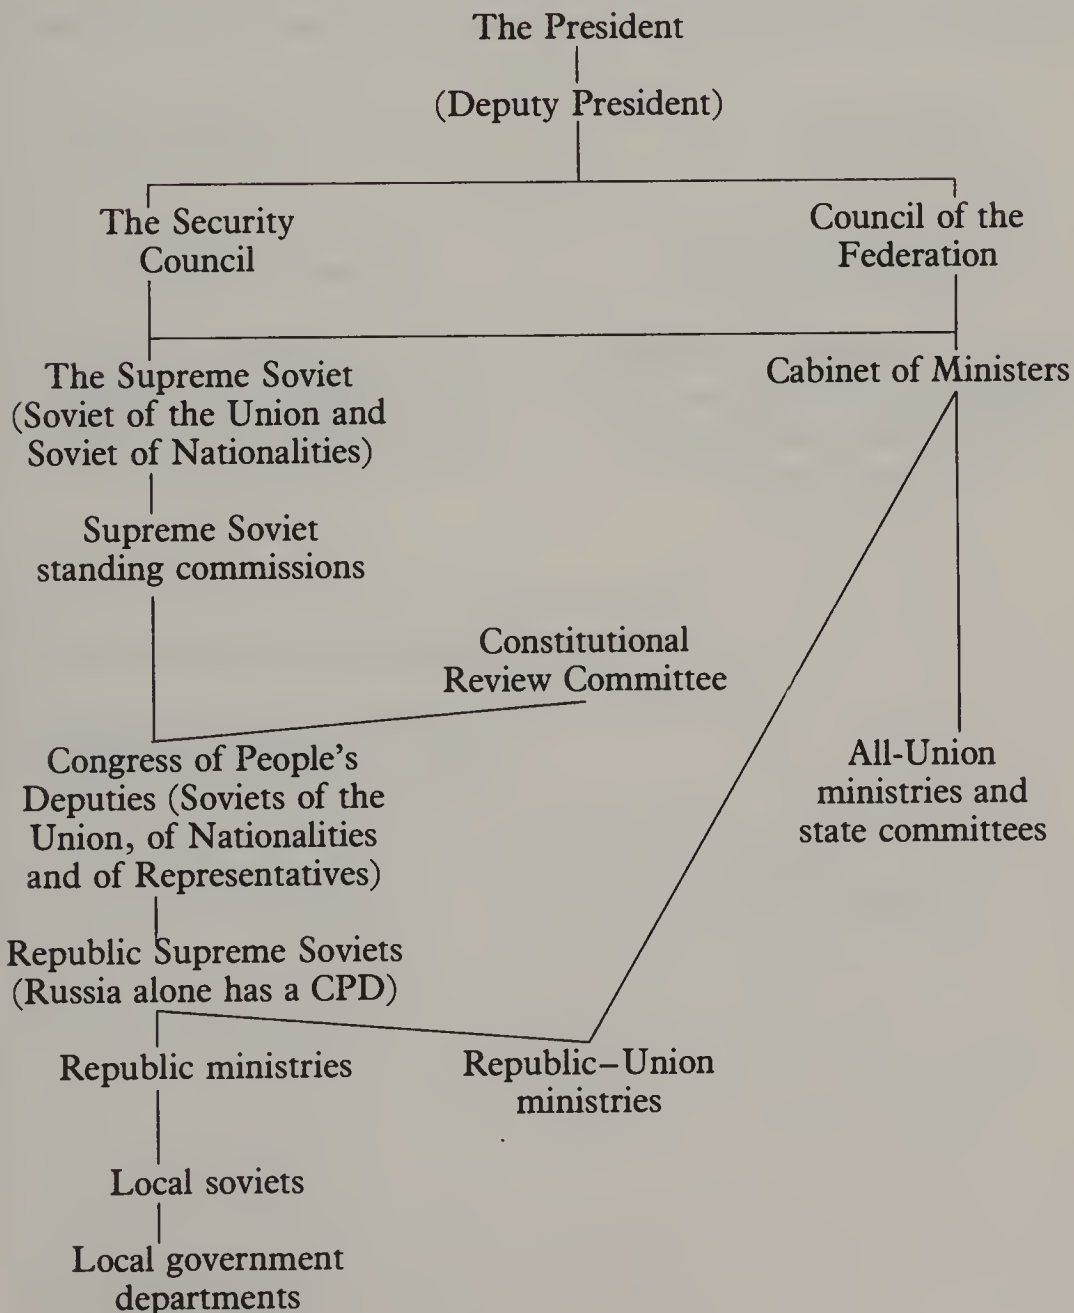 The President
(Deputy President)
The Security
Council
Council of the
Federation
The Supreme Soviet
(Soviet of the Union and
Soviet of Nationalities)
Cabinet of Ministers
Supreme Soviet
standing commissions
Constitutional
Review Committee
Congress of People's
Deputies (Soviets of the
Union, of Nationalities
and of Representatives)
All-Union
ministries and
state committees
Republic Supreme Soviets
(Russia alone has a CPD)
Republic ministries
Republic–Union
ministries
Local soviets
Local government
departments